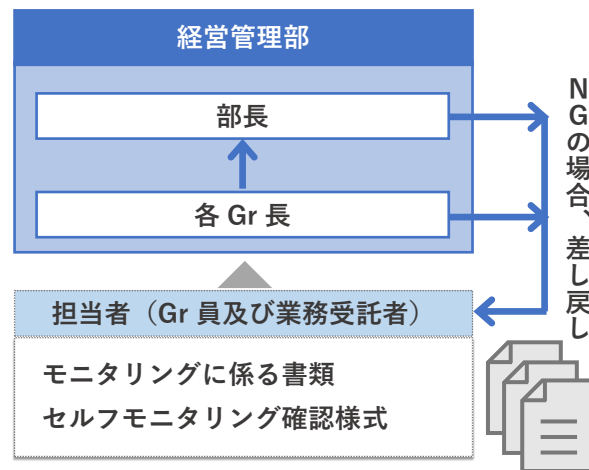 経営管理部
部長
各 Gr 長
NGの場合、差し戻し
担当者（Gr 員及び業務受託者）
モニタリングに係る書類
セルフモニタリング確認様式